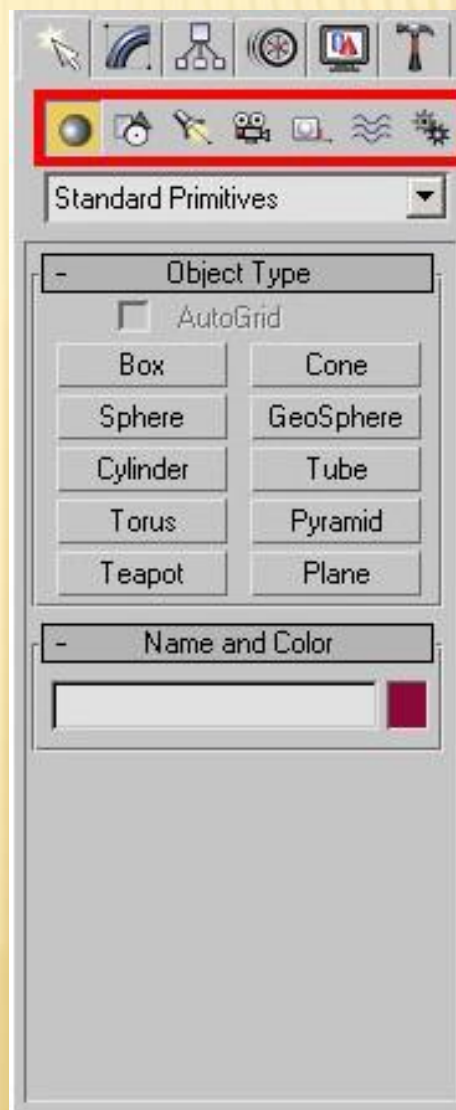 Standard Primitives
- Object Type
AutoGrid
Box Cone
Sphere GeoSphere
Cylinder Tube
Torus Pyramid
Teapot Plane
- Name and Color